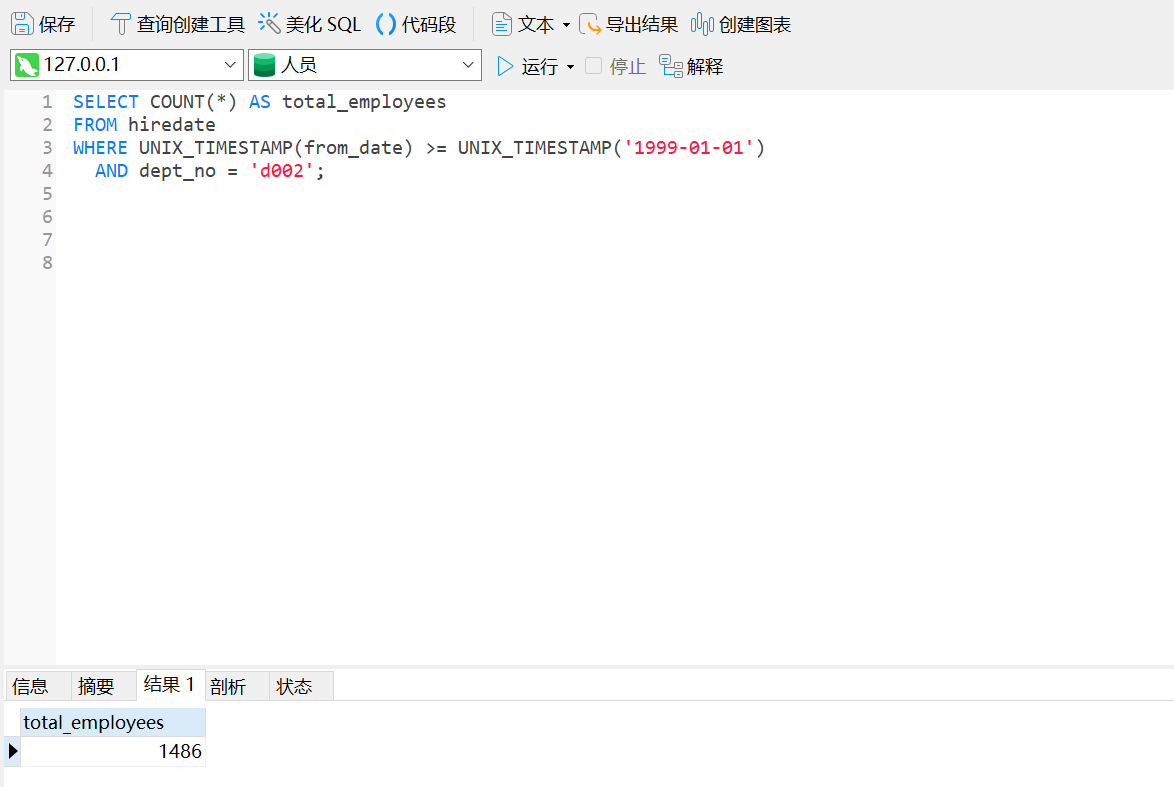 保存 查询创建工具 美化 SQL 代码段 文本 导出结果 创建图表
127.0.0.1 人员 运行 停止 解释
1 SELECT COUNT(*) AS total_employees
2 FROM hiredate
3 WHERE UNIX_TIMESTAMP(from_date) >= UNIX_TIMESTAMP('1999-01-01')
4   AND dept_no = 'd002';
5
6
7
8
信息 摘要 结果 1 剖析 状态
total_employees
1486